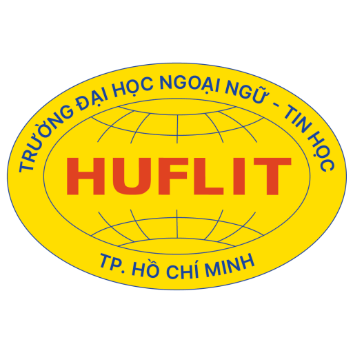 TRƯỜNG ĐẠI HỌC NGOẠI NGỮ - TIN HỌC
HUFLIT
TP. HỒ CHÍ MINH